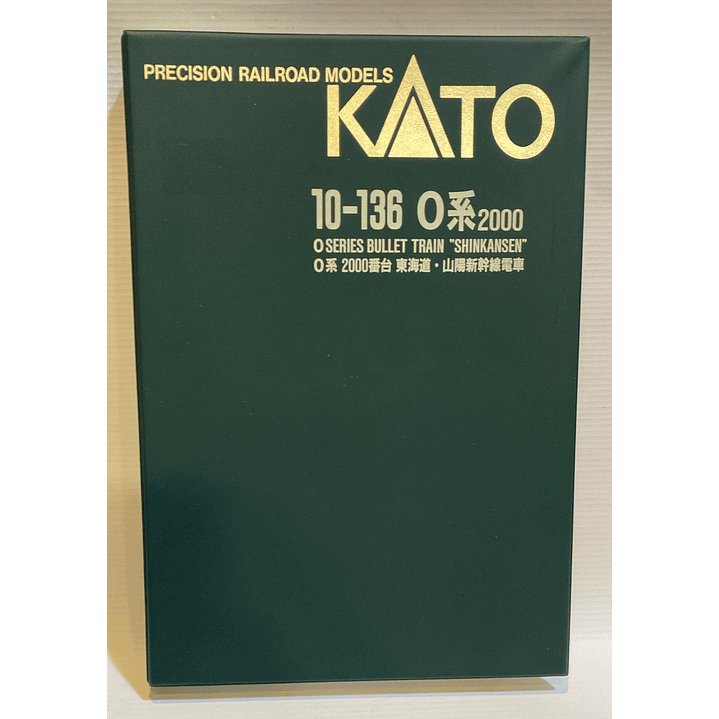 PRECISION RAILROAD MODELS
KATO
10-136 0系2000
0 SERIES BULLET TRAIN "SHINKANSEN"
0系 2000番台 東海道・山陽新幹線電車